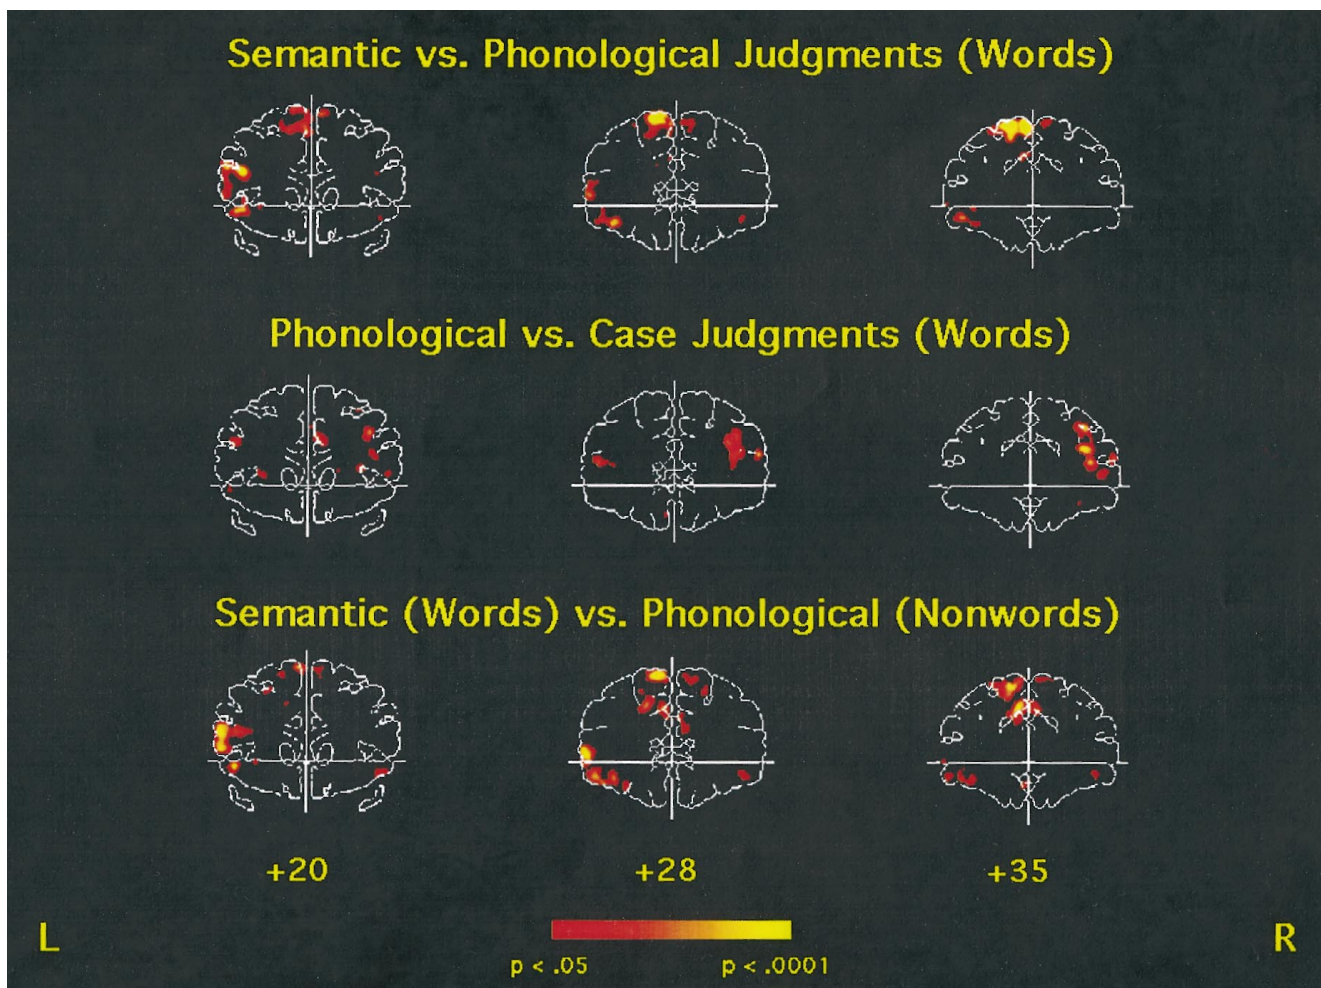 Semantic vs. Phonological Judgments (Words)
Phonological vs. Case Judgments (Words)
Semantic (Words) vs. Phonological (Nonwords)
+20 +28 +35
L R
p < .05 p < .0001